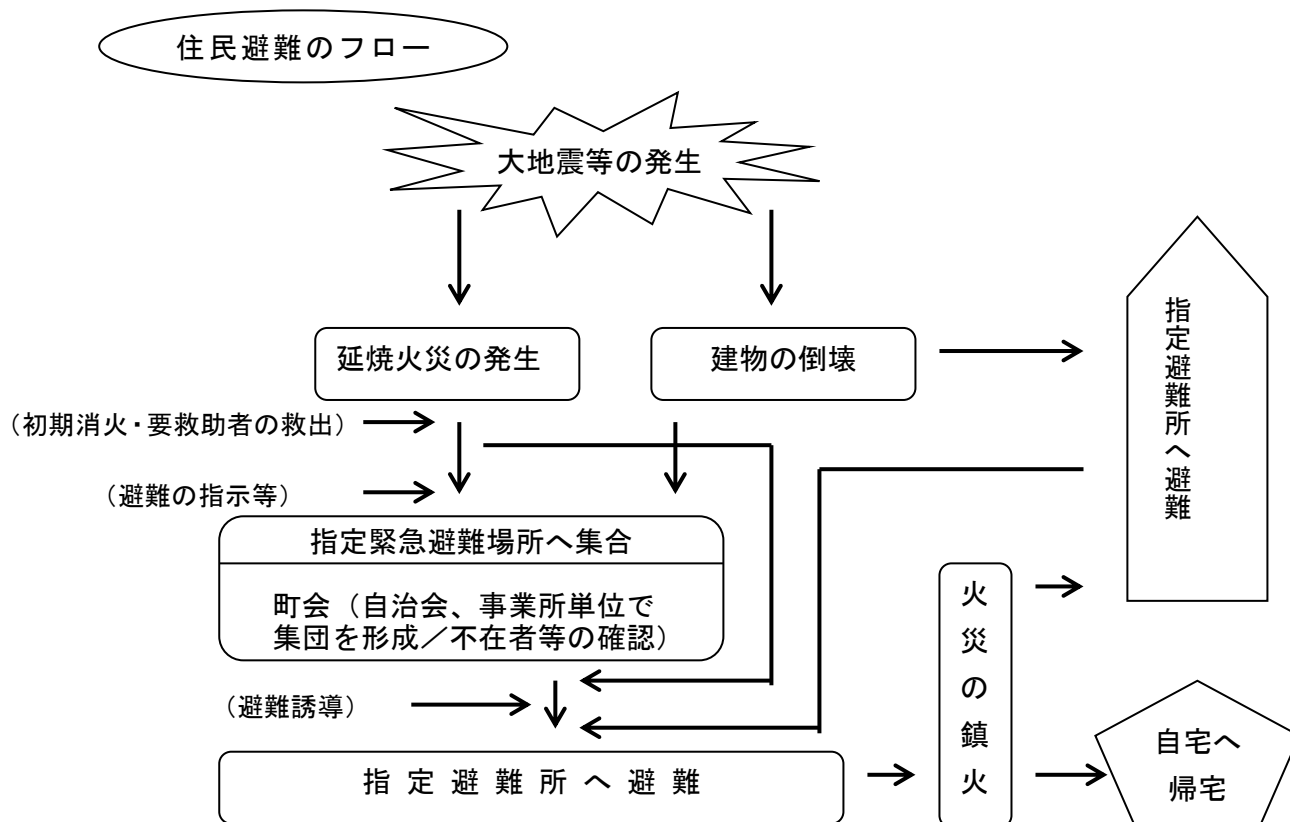 住民避難のフロー
大地震等の発生
延焼火災の発生
建物の倒壊
指定避難所へ避難
（初期消火・要救助者の救出）
（避難の指示等）
指定緊急避難場所へ集合
町会（自治会、事業所単位で
集団を形成／不在者等の確認）
（避難誘導）
指定避難所へ避難
火災の鎮火
自宅へ
帰宅